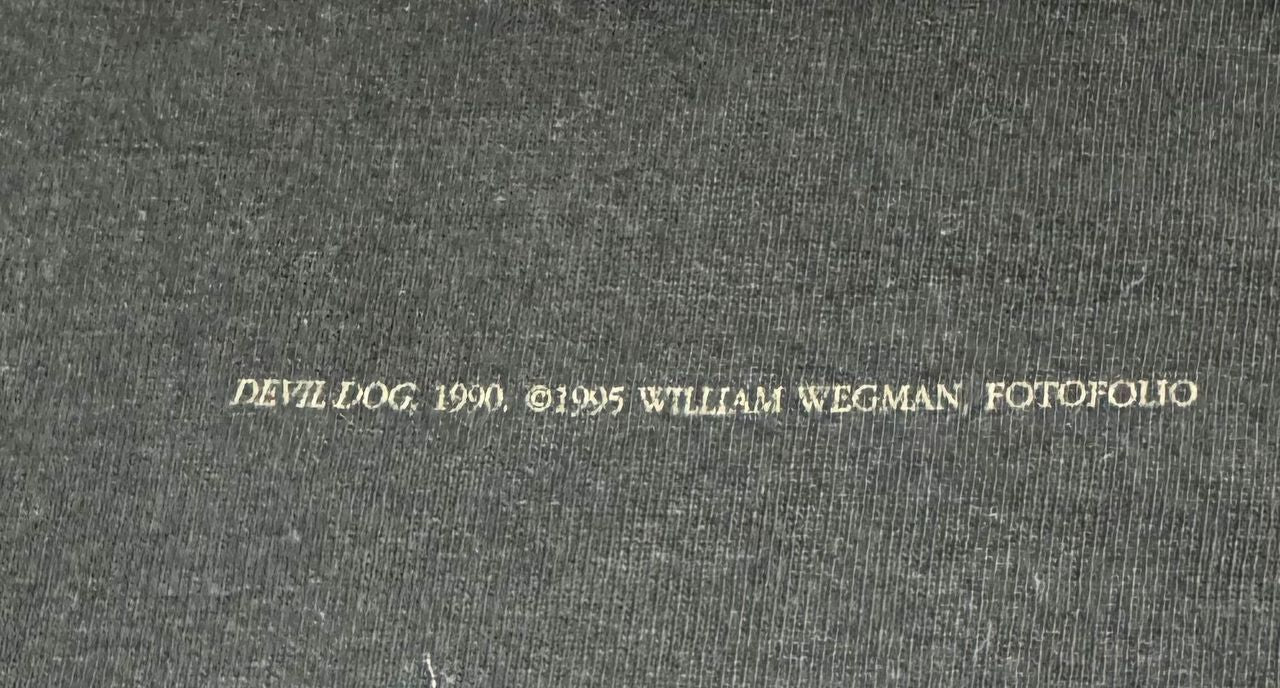 DEVIL DOG, 1990. ©1995 WILLIAM WEGMAN, FOTOFOLIO